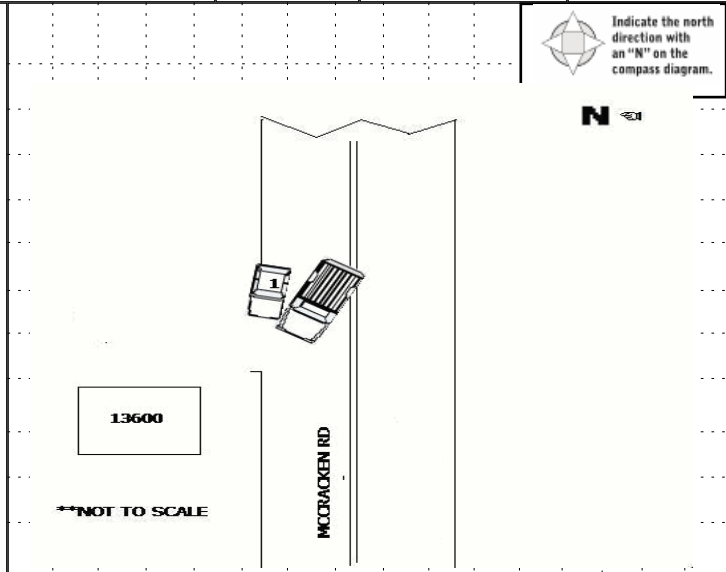 Indicate the north
direction with
an “N” on the
compass diagram.
N
1
13600
MCCRACKEN RD
**NOT TO SCALE